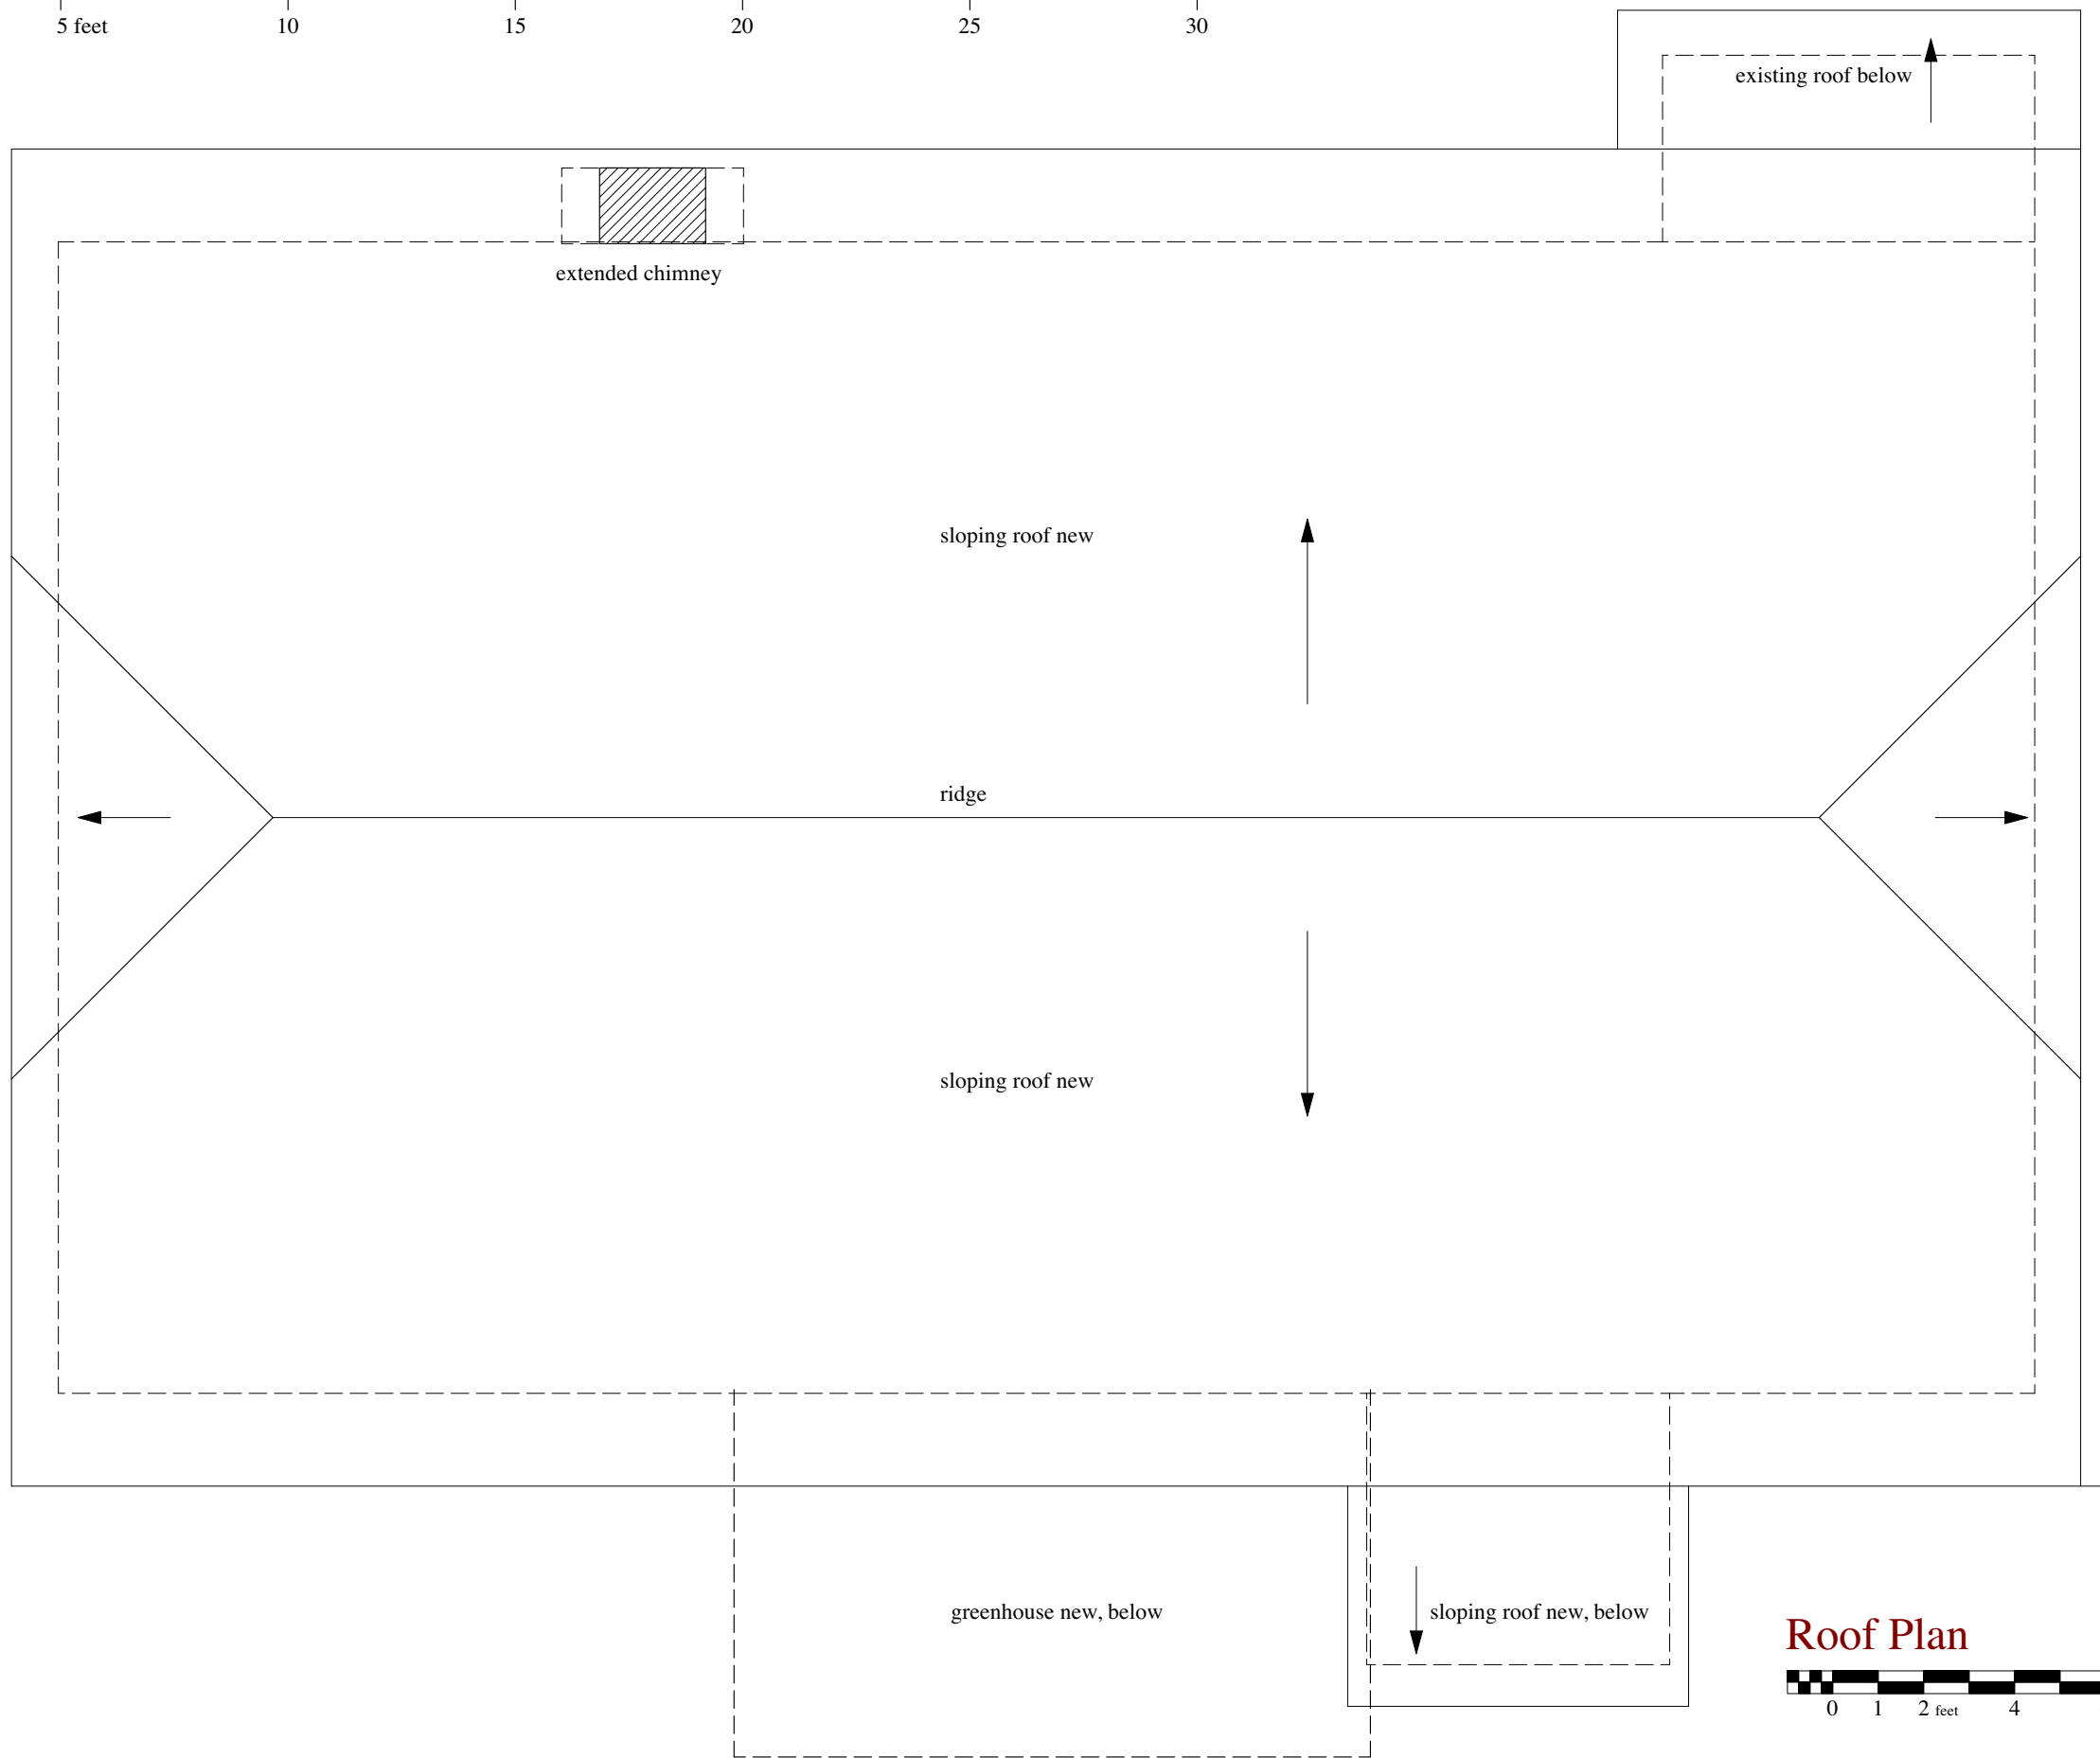 5 feet 10 15 20 25 30
existing roof below
extended chimney
sloping roof new
ridge
sloping roof new
greenhouse new, below
sloping roof new, below
Roof Plan
0 1 2 feet 4